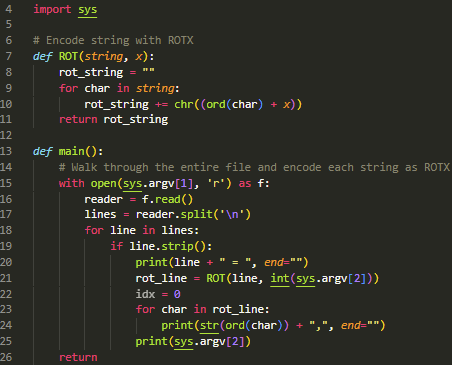 4 import sys
5
6 # Encode string with ROTX
7 def ROT(string, x):
8     rot_string = ""
9     for char in string:
10         rot_string += chr((ord(char) + x))
11     return rot_string
12
13 def main():
14     # Walk through the entire file and encode each string as ROTX
15     with open(sys.argv[1], 'r') as f:
16         reader = f.read()
17         lines = reader.split('\n')
18         for line in lines:
19             if line.strip():
20                 print(line + " = ", end="")
21                 rot_line = ROT(line, int(sys.argv[2]))
22                 idx = 0
23                 for char in rot_line:
24                     print(str(ord(char)) + ",", end="")
25                 print(sys.argv[2])
26     return